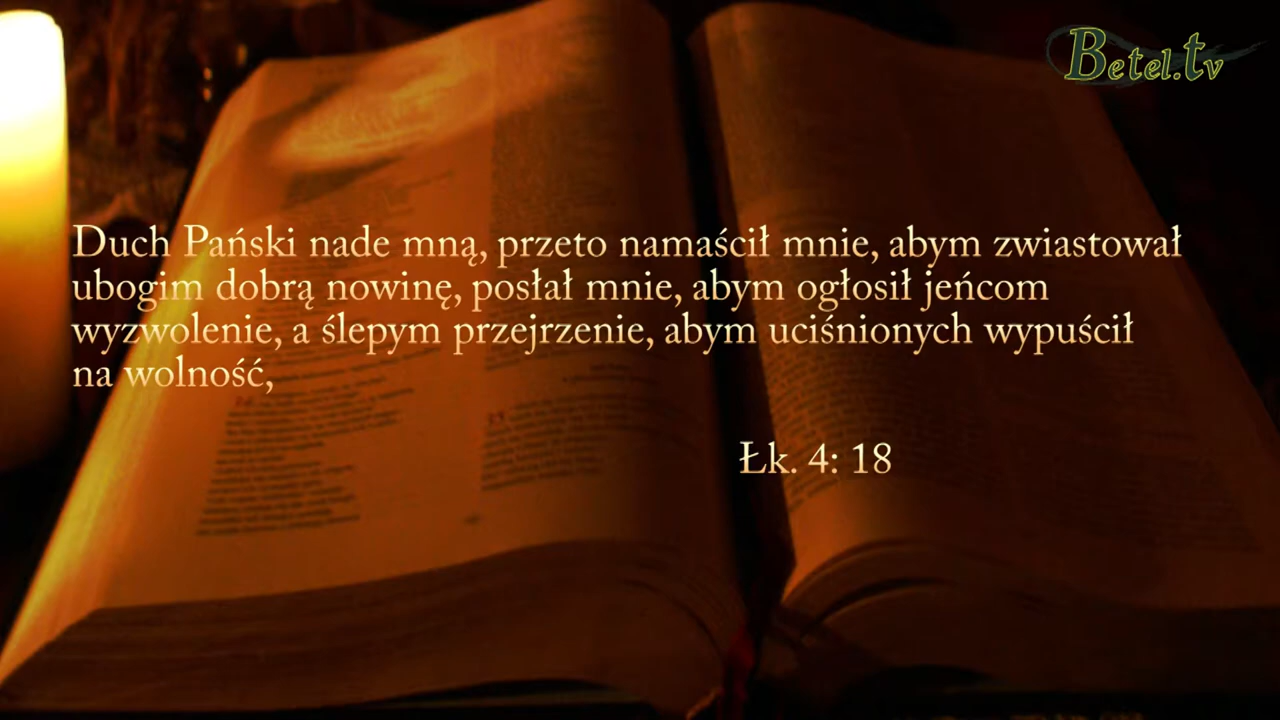 Betel.tv
Duch Pański nade mną, przeto namaścił mnie, abym zwiastował
ubogim dobrą nowinę, posłał mnie, abym ogłosił jeńcom
wyzwolenie, a ślepym przejrzenie, abym uciśnionych wypuścił
na wolność,
Łk. 4: 18